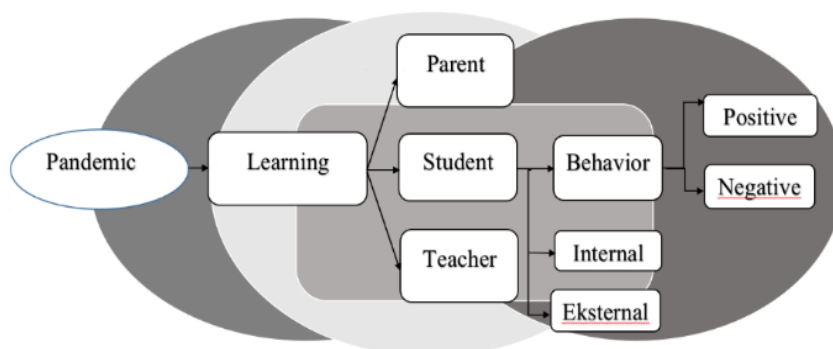 Pandemic
Learning
Parent
Student
Teacher
Behavior
Internal
Eksternal
Positive
Negative